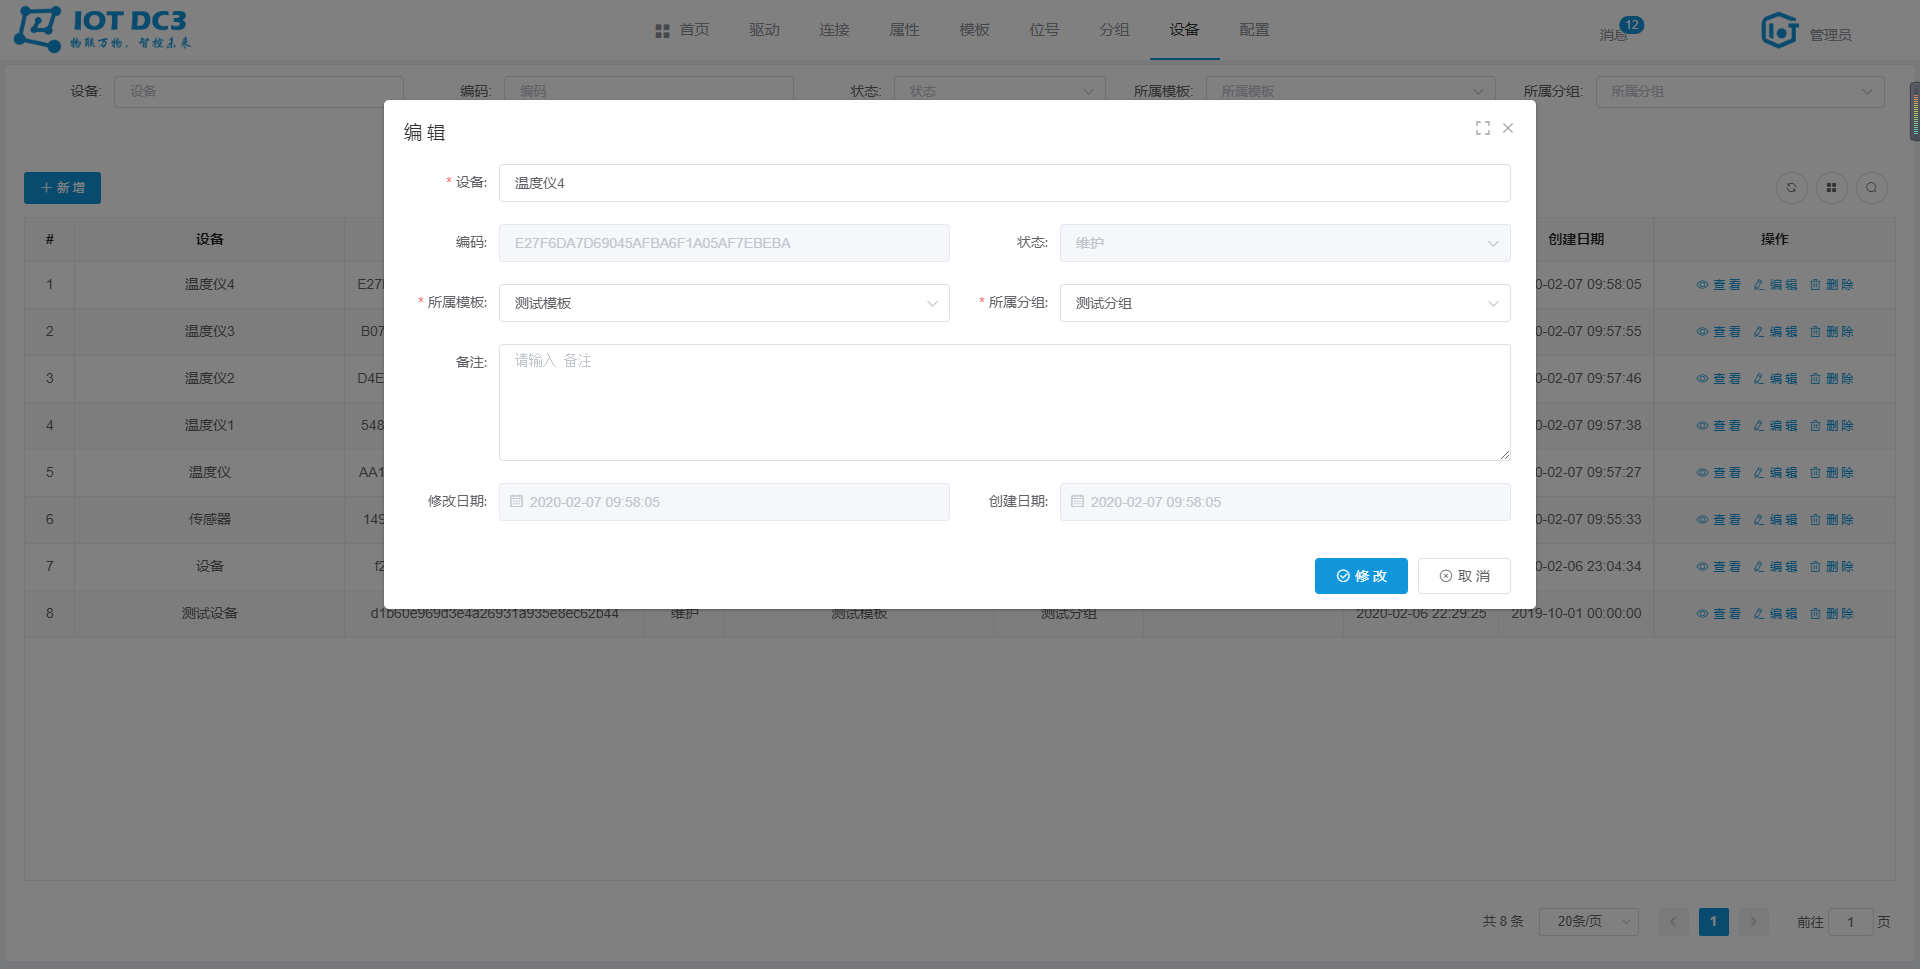 IOT DC3
物联万物，智控未来
首页 驱动 连接 属性 模板 位号 分组 设备 配置
消息 12
管理员
设备: 设备 编码: 编码 状态: 状态 所属模板: 所属模板 所属分组: 所属分组
新增
编辑
* 设备: 温度仪4
编码: E27F6DA7D69045AFBA6F1A05AF7EBEBA 状态: 维护
* 所属模板: 测试模板 * 所属分组: 测试分组
备注: 请输入 备注
修改日期: 2020-02-07 09:58:05 创建日期: 2020-02-07 09:58:05
修改 取消
# 设备 创建日期 操作
1 温度仪4 E27 0-02-07 09:58:05 查看 编辑 删除
2 温度仪3 B07 0-02-07 09:57:55 查看 编辑 删除
3 温度仪2 D4E 0-02-07 09:57:46 查看 编辑 删除
4 温度仪1 548 0-02-07 09:57:38 查看 编辑 删除
5 温度仪 AA1 0-02-07 09:57:27 查看 编辑 删除
6 传感器 149 0-02-07 09:55:33 查看 编辑 删除
7 设备 f2 0-02-06 23:04:34 查看 编辑 删除
8 测试设备 d1b60e969d3e4a26931a935e8ec62b44 维护 测试模板 测试分组 2020-02-06 22:29:25 2019-10-01 00:00:00 查看 编辑 删除
共 8 条 20条/页 1 前往 1 页